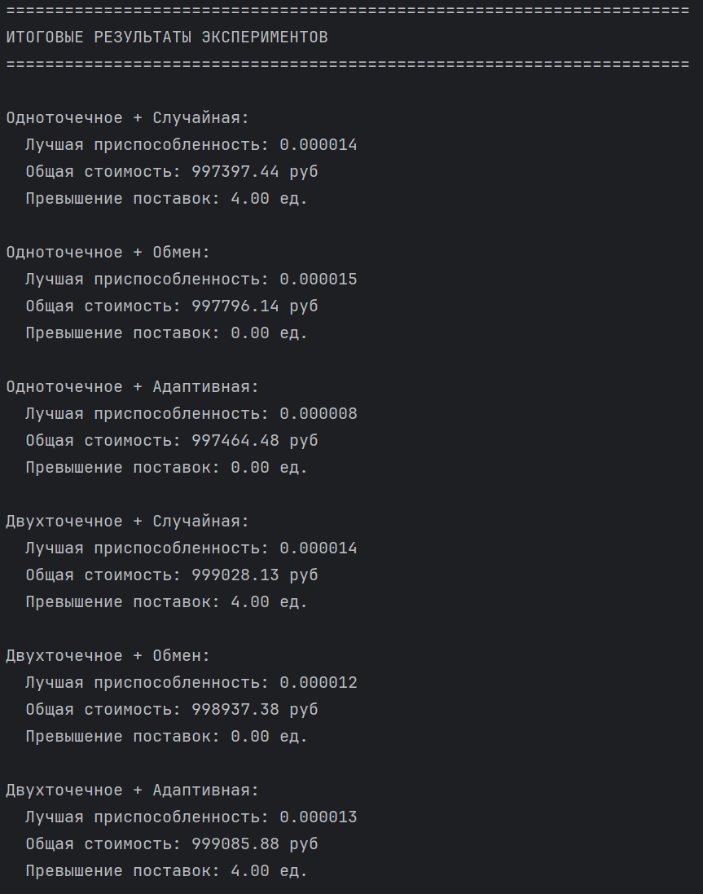 ======================================================================
ИТОГОВЫЕ РЕЗУЛЬТАТЫ ЭКСПЕРИМЕНТОВ
======================================================================
Одноточечное + Случайная:
Лучшая приспособленность: 0.000014
Общая стоимость: 997397.44 руб
Превышение поставок: 4.00 ед.
Одноточечное + Обмен:
Лучшая приспособленность: 0.000015
Общая стоимость: 997796.14 руб
Превышение поставок: 0.00 ед.
Одноточечное + Адаптивная:
Лучшая приспособленность: 0.000008
Общая стоимость: 997464.48 руб
Превышение поставок: 0.00 ед.
Двухточечное + Случайная:
Лучшая приспособленность: 0.000014
Общая стоимость: 999028.13 руб
Превышение поставок: 4.00 ед.
Двухточечное + Обмен:
Лучшая приспособленность: 0.000012
Общая стоимость: 998937.38 руб
Превышение поставок: 0.00 ед.
Двухточечное + Адаптивная:
Лучшая приспособленность: 0.000013
Общая стоимость: 999085.88 руб
Превышение поставок: 4.00 ед.